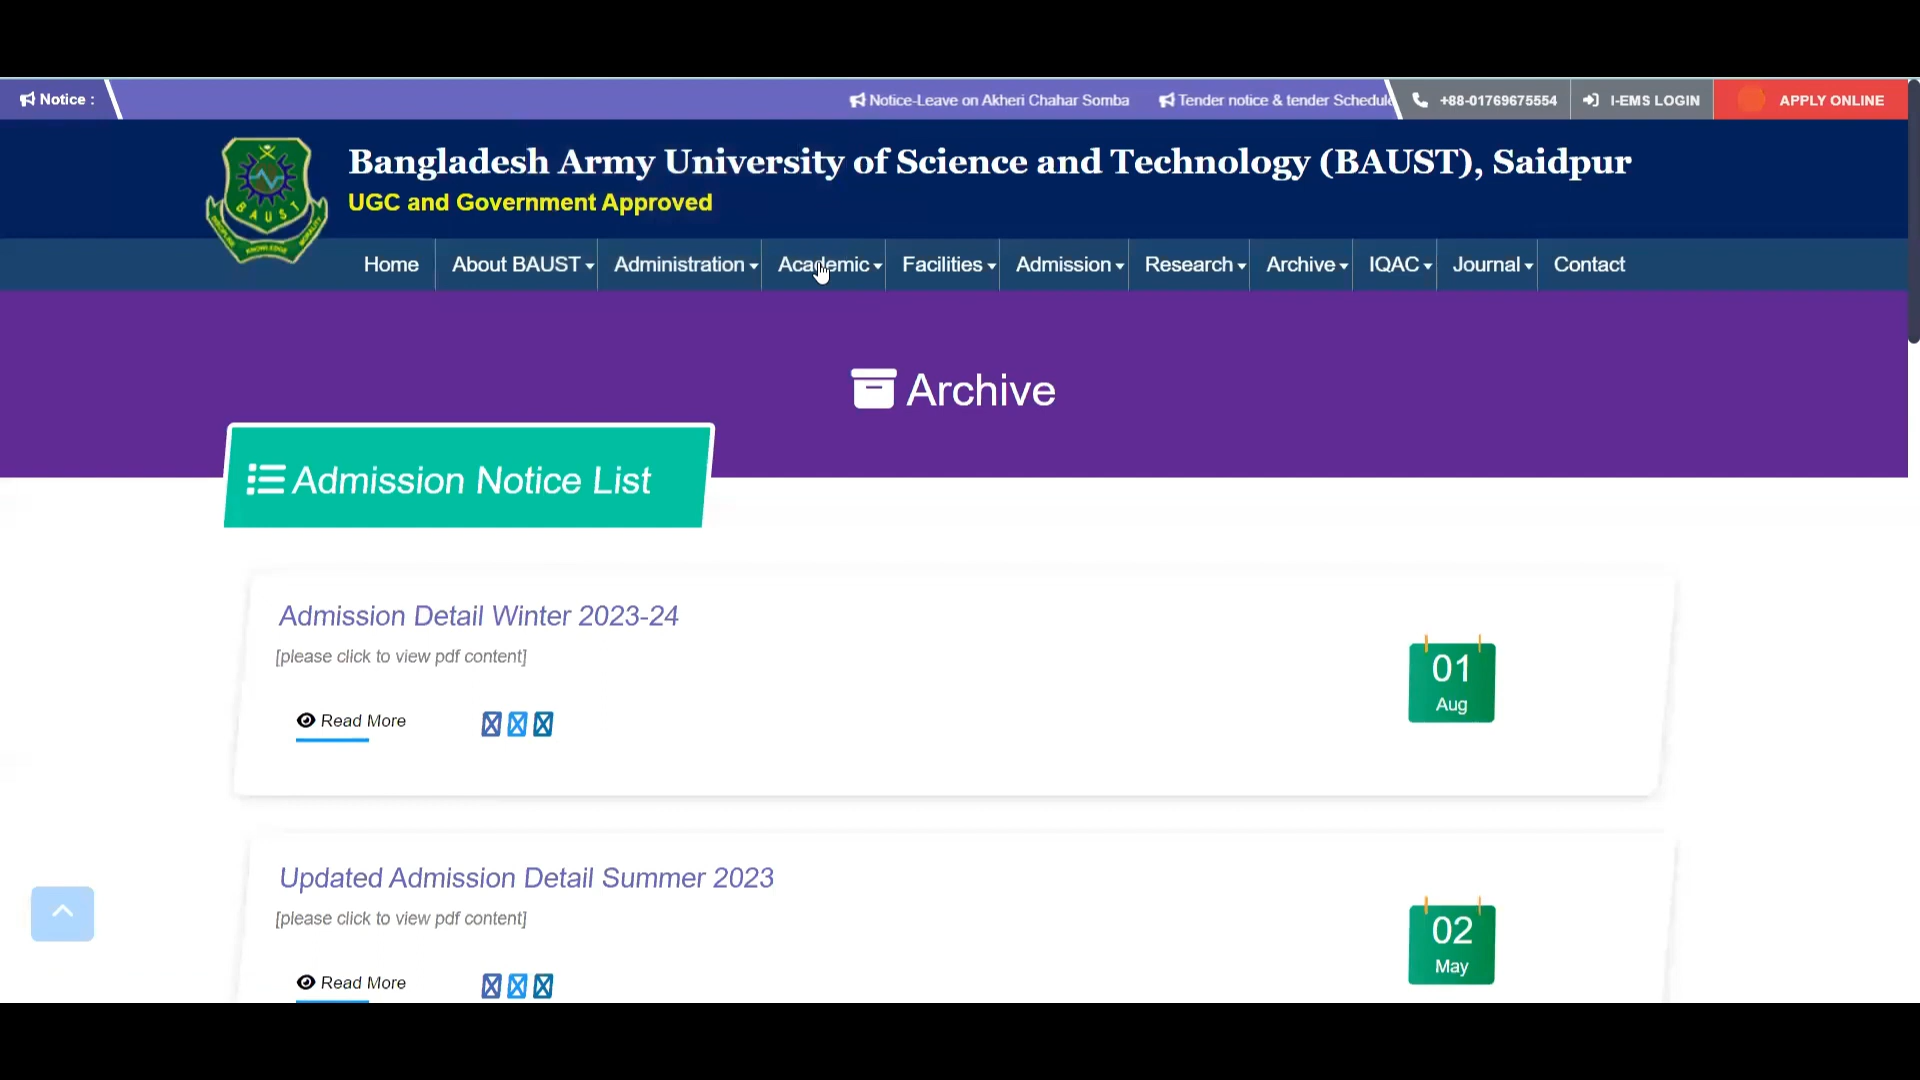 Notice :
Notice-Leave on Akheri Chahar Somba
Tender notice & tender Schedule
+88-01769675554
I-EMS LOGIN
APPLY ONLINE
Bangladesh Army University of Science and Technology (BAUST), Saidpur
UGC and Government Approved
BAUST
Home
About BAUST
Administration
Academic
Facilities
Admission
Research
Archive
IQAC
Journal
Contact
Archive
Admission Notice List
Admission Detail Winter 2023-24
[please click to view pdf content]
01
Aug
Read More
Updated Admission Detail Summer 2023
[please click to view pdf content]
02
May
Read More